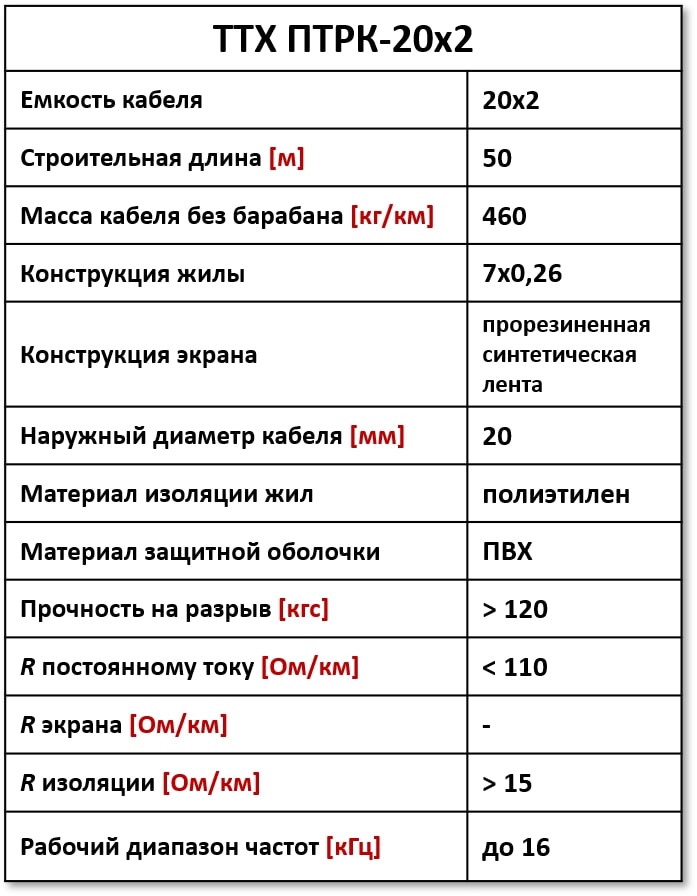 ТТХ ПТРК-20х2
Емкость кабеля 20х2
Строительная длина [м] 50
Масса кабеля без барабана [кг/км] 460
Конструкция жилы 7х0,26
Конструкция экрана прорезиненная
синтетическая
лента
Наружный диаметр кабеля [мм] 20
Материал изоляции жил полиэтилен
Материал защитной оболочки ПВХ
Прочность на разрыв [кгс] > 120
R постоянному току [Ом/км] < 110
R экрана [Ом/км] -
R изоляции [Ом/км] > 15
Рабочий диапазон частот [кГц] до 16